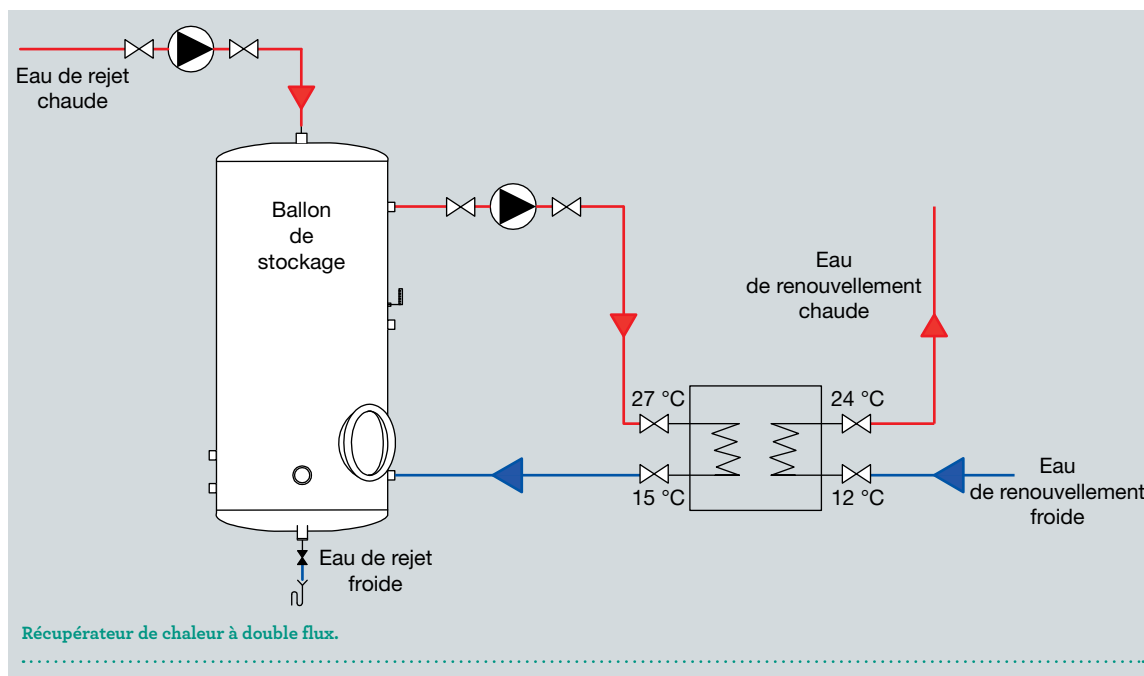 Eau de rejet
chaude
Ballon
de
stockage
Eau
de renouvellement
chaude
27 °C
24 °C
15 °C
12 °C
Eau
de renouvellement
froide
Eau de rejet
froide
Récupérateur de chaleur à double flux.